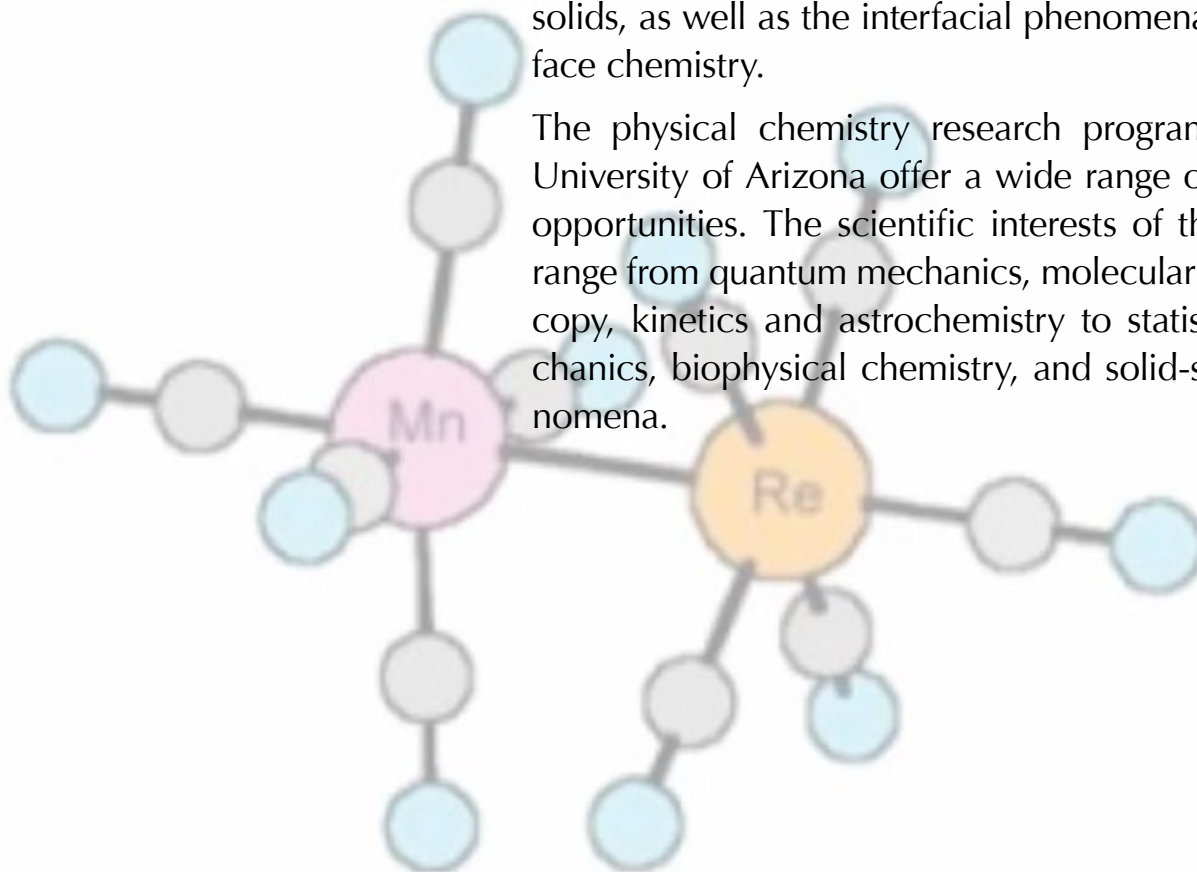 solids, as well as the interfacial phenomena
face chemistry.
The physical chemistry research program
University of Arizona offer a wide range o
opportunities. The scientific interests of th
range from quantum mechanics, molecular
copy, kinetics and astrochemistry to statis
chanics, biophysical chemistry, and solid-s
nomena.
Mn
Re